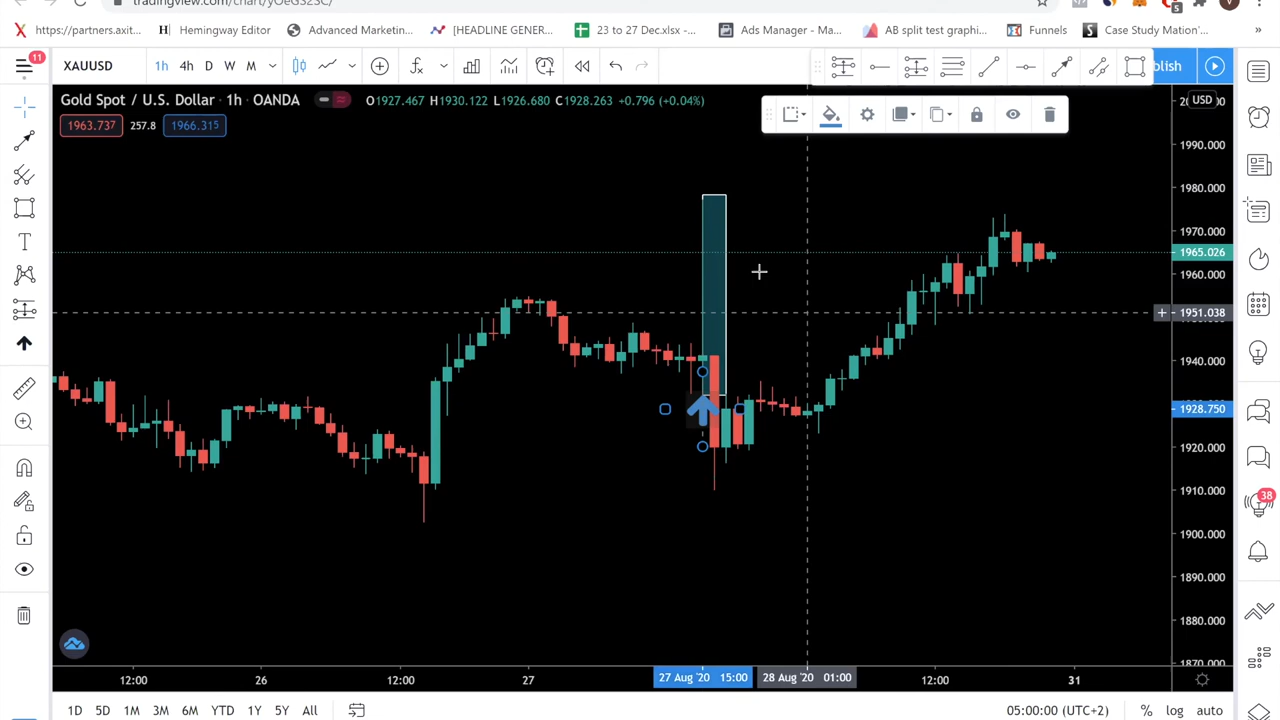 https://partners.axit... Hemingway Editor Advanced Marketin... [HEADLINE GENER... 23 to 27 Dec.xlsx -... Ads Manager - Ma... AB split test graphi... Funnels Case Study Mation'... »
11 XAUUSD 1h 4h D W M blish
Gold Spot / U.S. Dollar · 1h · OANDA O1927.467 H1930.122 L1926.680 C1928.263 +0.796 (+0.04%) USD
1963.737 257.8 1966.315
1990.000
1980.000
1970.000
1965.026
1960.000
1951.038
1940.000
1928.750
1920.000
1910.000
1900.000
1890.000
1880.000
1870.000
38
12:00 26 12:00 27 27 Aug '20 15:00 28 Aug '20 01:00 12:00 31
1D 5D 1M 3M 6M YTD 1Y 5Y All 05:00:00 (UTC+2) % log auto